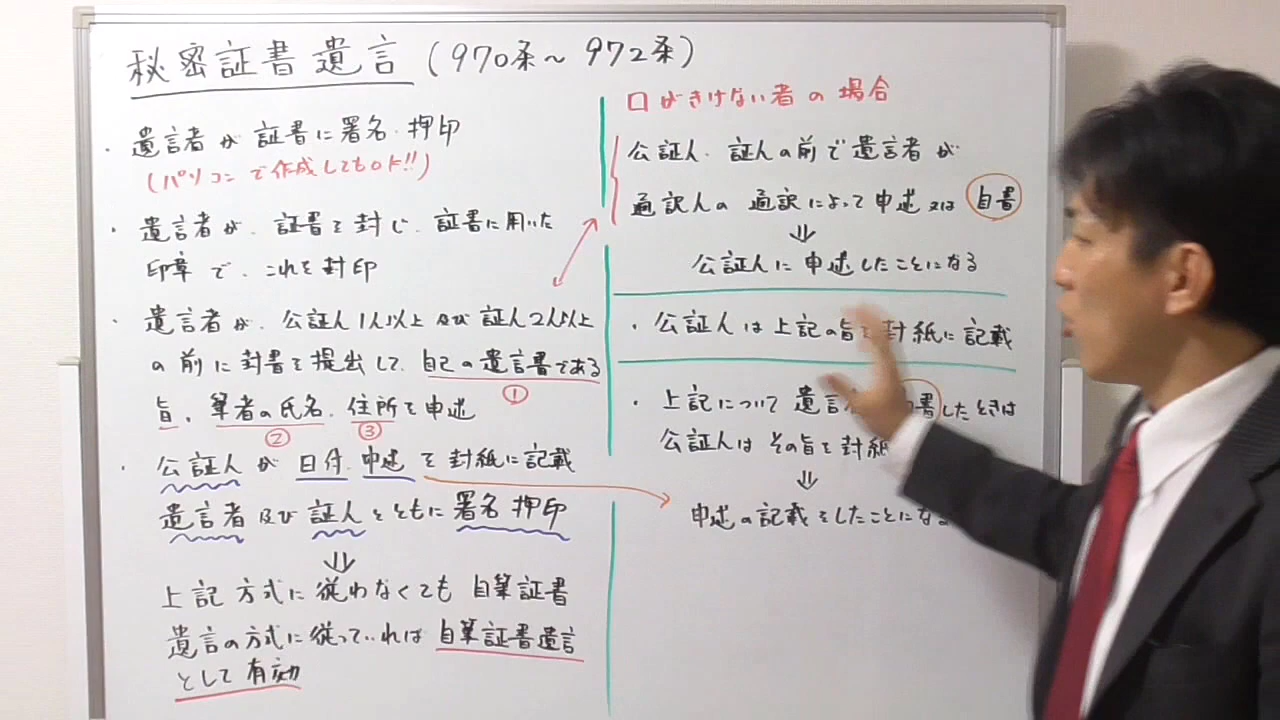 秘密証書遺言（970条〜972条）
・遺言者が証書に署名.押印
（パソコンで作成してもOK!!）
・遺言者が、証書を封じ、証書に用いた
印章で、これを封印
・遺言者が、公証人1人以上及び証人2人以上
の前に封書を提出して、自己の遺言書である
①
旨、筆者の氏名、住所を申述
② ③
・公証人が日付、申述を封紙に記載
遺言者及び証人とともに署名押印
⇓
上記方式に従わなくても自筆証書
遺言の方式に従っていれば自筆証書遺言
として有効
口がきけない者の場合
公証人、証人の前で遺言者が
通訳人の通訳によって申述又は自書
⇓
公証人に申述したことになる
・公証人は上記の旨を封紙に記載
・上記について遺言 書したときは
公証人はその旨を封紙
⇓
申述の記載をしたことになる